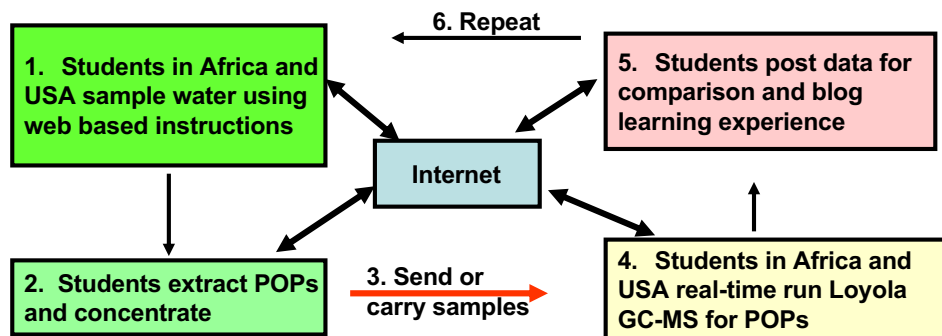 1. Students in Africa and
USA sample water using
web based instructions
2. Students extract POPs
and concentrate
3. Send or
carry samples
4. Students in Africa and
USA real-time run Loyola
GC-MS for POPs
5. Students post data for
comparison and blog
learning experience
6. Repeat
Internet